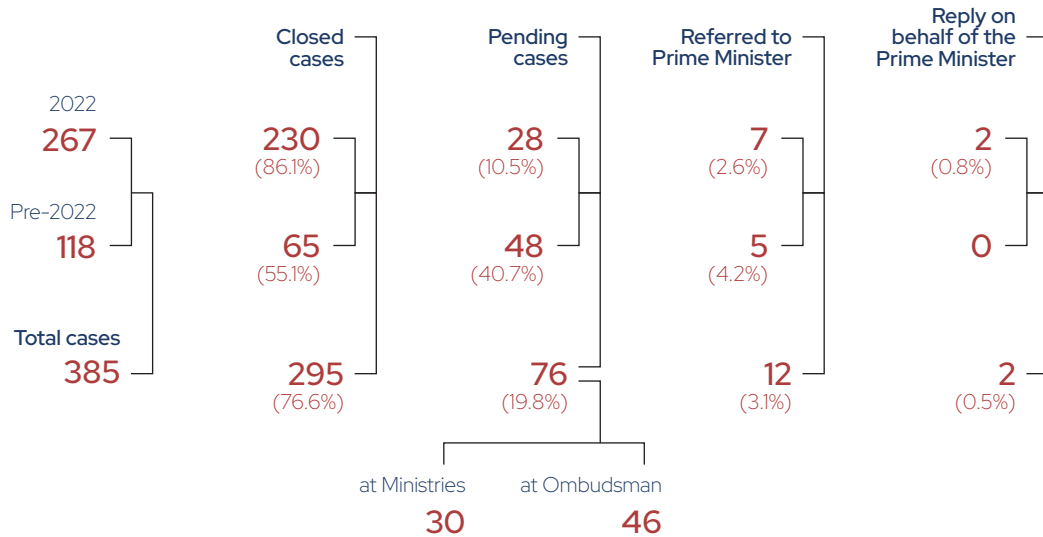 Closed
cases
Pending
cases
Referred to
Prime Minister
Reply on
behalf of the
Prime Minister
2022
267
230
(86.1%)
28
(10.5%)
7
(2.6%)
2
(0.8%)
Pre-2022
118
65
(55.1%)
48
(40.7%)
5
(4.2%)
0
Total cases
385
295
(76.6%)
76
(19.8%)
12
(3.1%)
2
(0.5%)
at Ministries
30
at Ombudsman
46